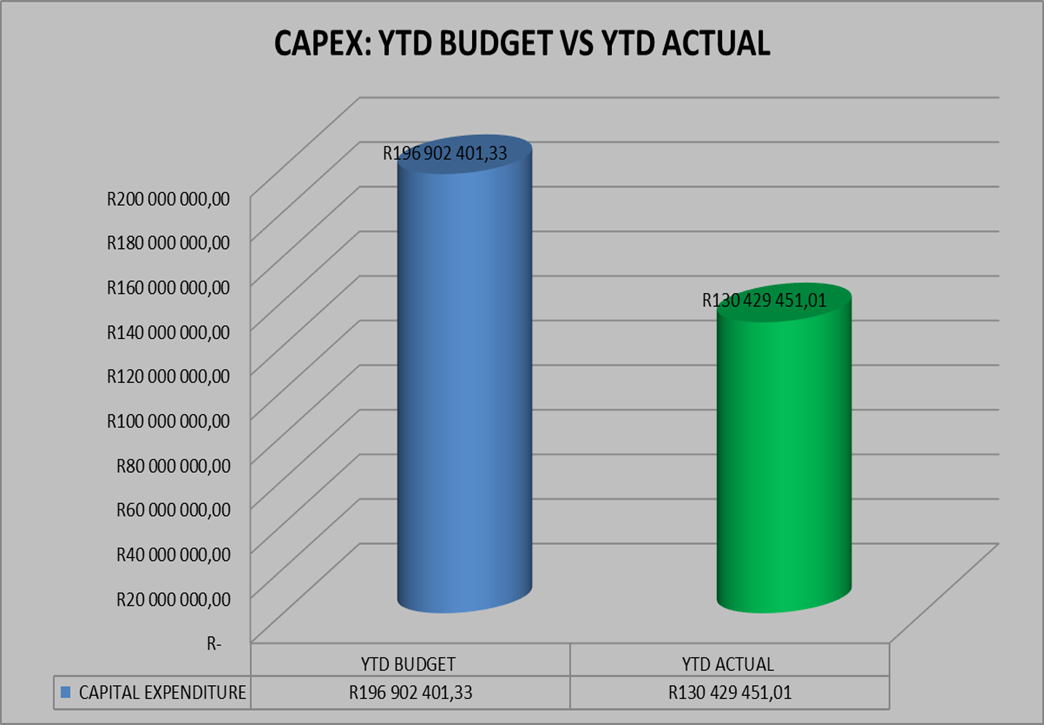 CAPEX: YTD BUDGET VS YTD ACTUAL
R196 902 401,33
R130 429 451,01
R200 000 000,00
R180 000 000,00
R160 000 000,00
R140 000 000,00
R120 000 000,00
R100 000 000,00
R80 000 000,00
R60 000 000,00
R40 000 000,00
R20 000 000,00
R-
YTD BUDGET YTD ACTUAL
CAPITAL EXPENDITURE R196 902 401,33 R130 429 451,01